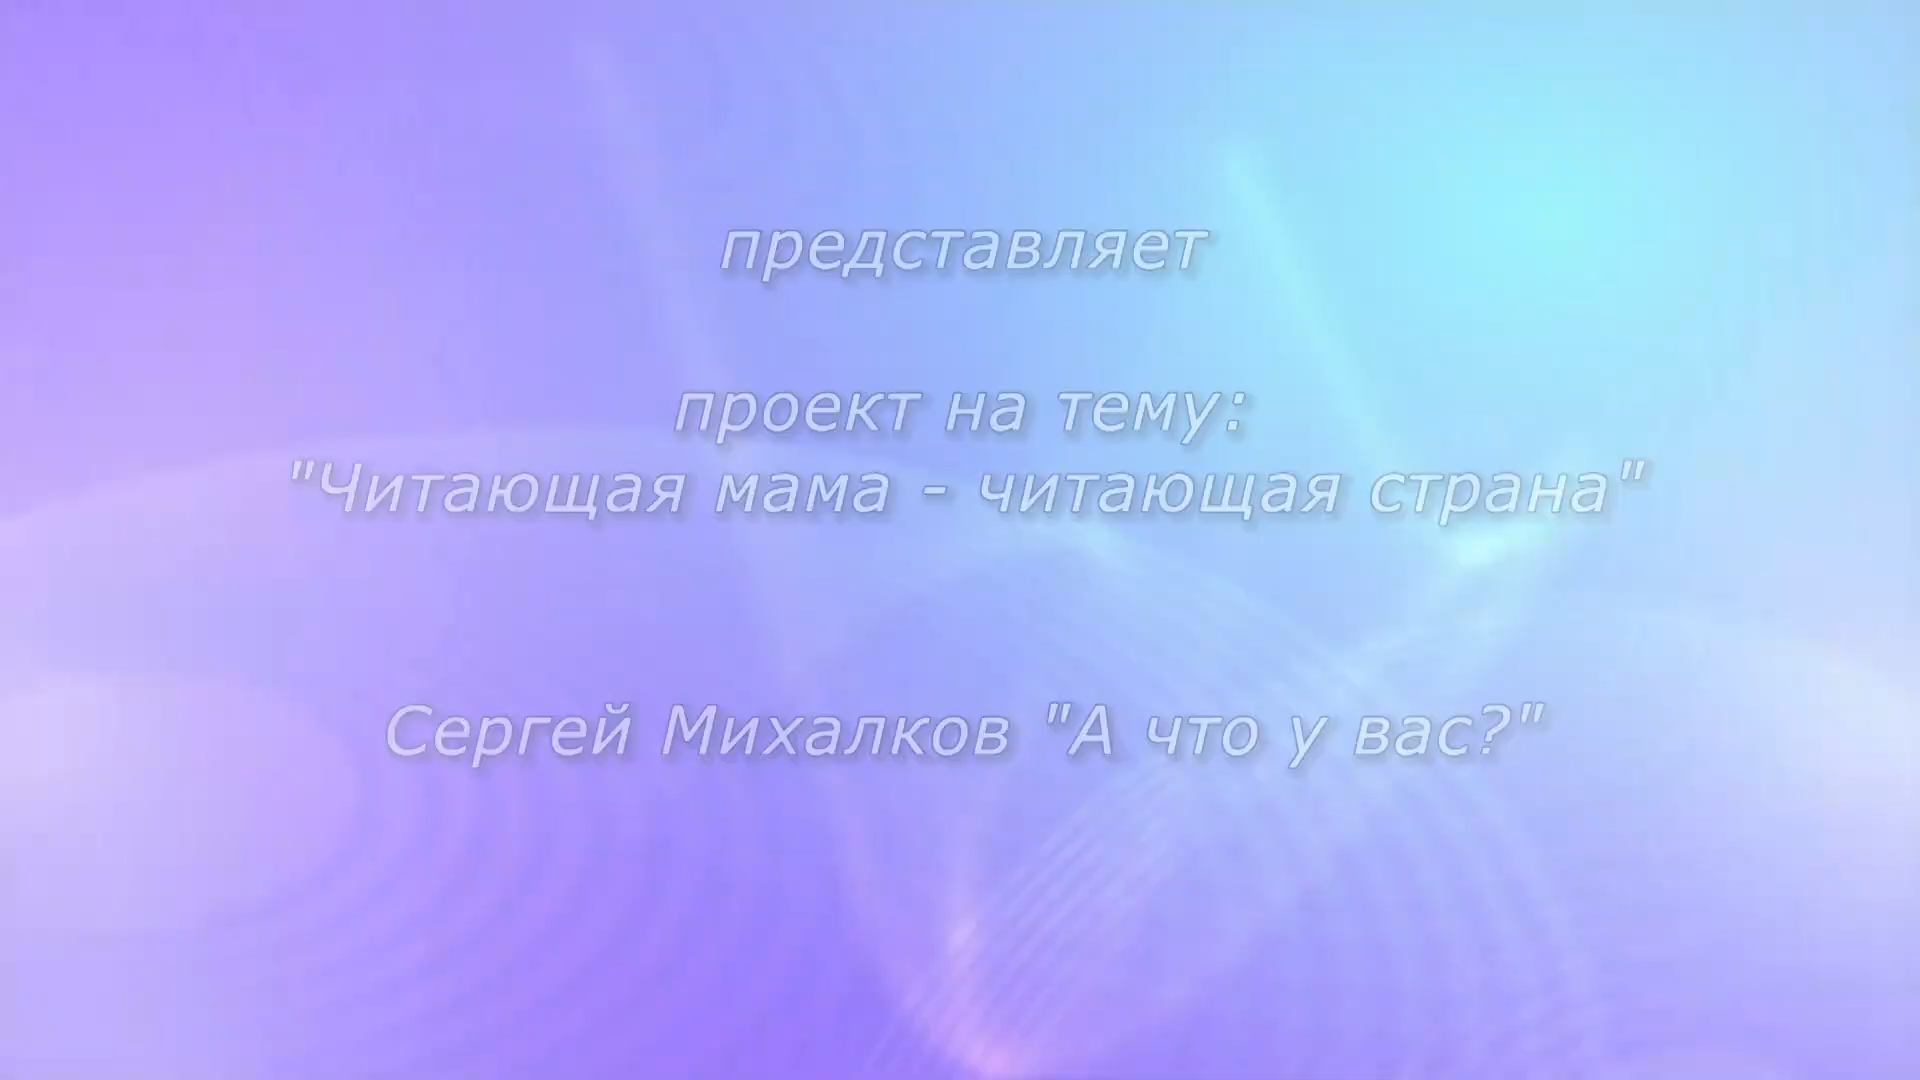 представляет
проект на тему:
"Читающая мама - читающая страна"
Сергей Михалков "А что у вас?"